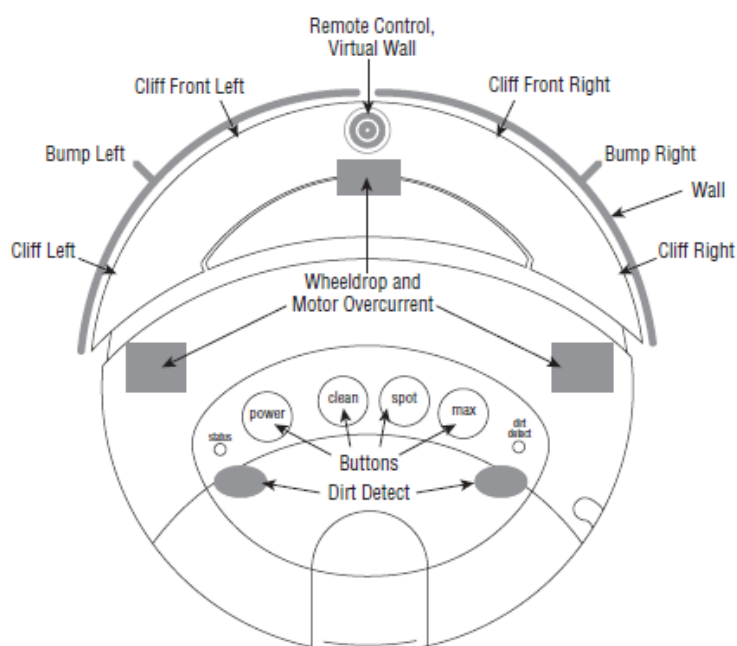 Remote Control,
Virtual Wall
Cliff Front Left
Cliff Front Right
Bump Left
Bump Right
Wall
Cliff Left
Cliff Right
Wheeldrop and
Motor Overcurrent
power
clean
spot
max
status
dirt
detect
Buttons
Dirt Detect